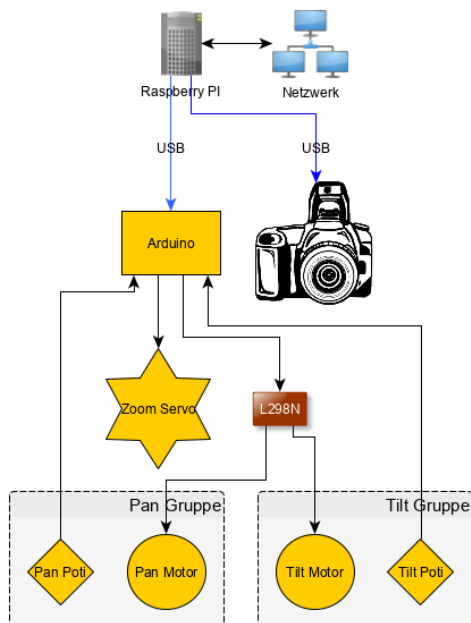 Raspberry PI
Netzwerk
USB
USB
Arduino
Zoom Servo
L298N
Pan Gruppe
Tilt Gruppe
Pan Poti
Pan Motor
Tilt Motor
Tilt Poti